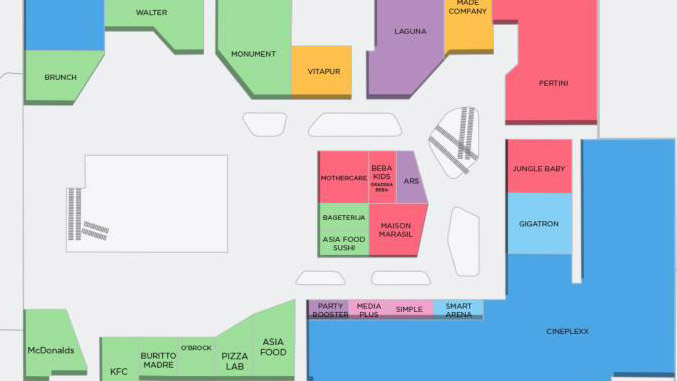 WALTER
MADE
COMPANY
LAGUNA
MONUMENT
VITAPUR
BRUNCH
PERTINI
MOTHERCARE
BEBA
KIDS
GRADSKA
BEBA
ARS
JUNGLE BABY
BAGETERIJA
MAISON
MARASIL
GIGATRON
ASIA FOOD
SUSHI
PARTY
BOOSTER
MEDIA
PLUS
SIMPLE
SMART
ARENA
CINEPLEXX
McDonalds
KFC
BURITTO
MADRE
O'BROCK
PIZZA
LAB
ASIA
FOOD